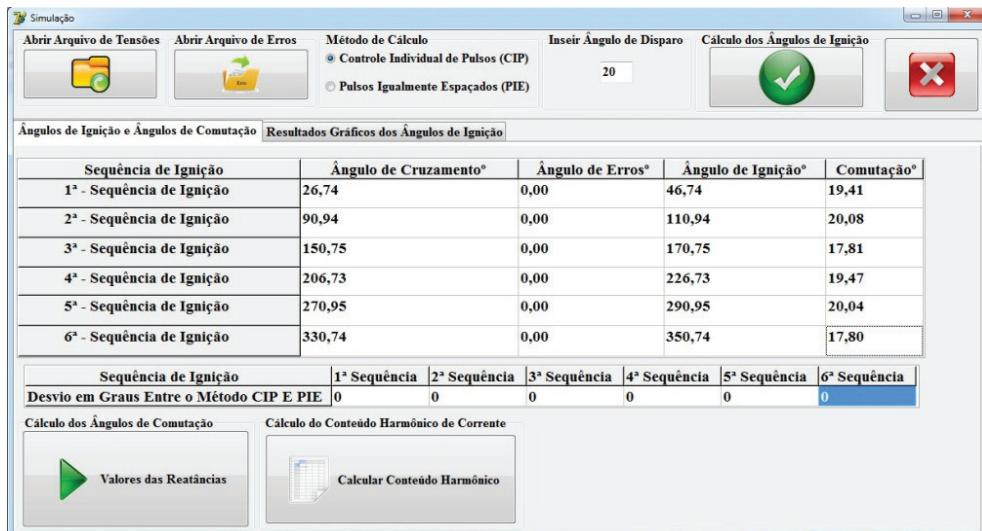 Simulação
Abrir Arquivo de Tensões Abrir Arquivo de Erros Método de Cálculo Inseir Ângulo de Disparo Cálculo dos Ângulos de Ignição
Controle Individual de Pulsos (CIP)
20
Pulsos Igualmente Espaçados (PIE)
Ângulos de Ignição e Ângulos de Comutação Resultados Gráficos dos Ângulos de Ignição
Sequência de Ignição Ângulo de Cruzamentoº Ângulo de Errosº Ângulo de Igniçãoº Comutaçãoº
1ª - Sequência de Ignição 26,74 0,00 46,74 19,41
2ª - Sequência de Ignição 90,94 0,00 110,94 20,08
3ª - Sequência de Ignição 150,75 0,00 170,75 17,81
4ª - Sequência de Ignição 206,73 0,00 226,73 19,47
5ª - Sequência de Ignição 270,95 0,00 290,95 20,04
6ª - Sequência de Ignição 330,74 0,00 350,74 17,80
Sequência de Ignição 1ª Sequência 2ª Sequência 3ª Sequência 4ª Sequência 5ª Sequência 6ª Sequência
Desvio em Graus Entre o Método CIP E PIE 0 0 0 0 0 0
Cálculo dos Ângulos de Comutação Cálculo do Conteúdo Harmônico de Corrente
Valores das Reatâncias Calcular Conteúdo Harmônico